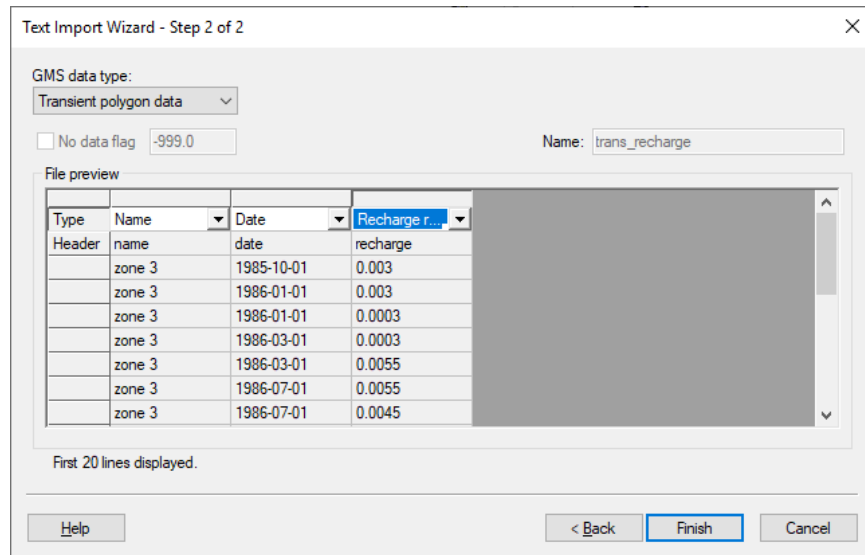 Text Import Wizard - Step 2 of 2
GMS data type:
Transient polygon data
No data flag -999.0 Name: trans_recharge
File preview
Type Name Date Recharge r...
Header name date recharge
zone 3 1985-10-01 0.003
zone 3 1986-01-01 0.003
zone 3 1986-01-01 0.0003
zone 3 1986-03-01 0.0003
zone 3 1986-03-01 0.0055
zone 3 1986-07-01 0.0055
zone 3 1986-07-01 0.0045
First 20 lines displayed.
Help < Back Finish Cancel